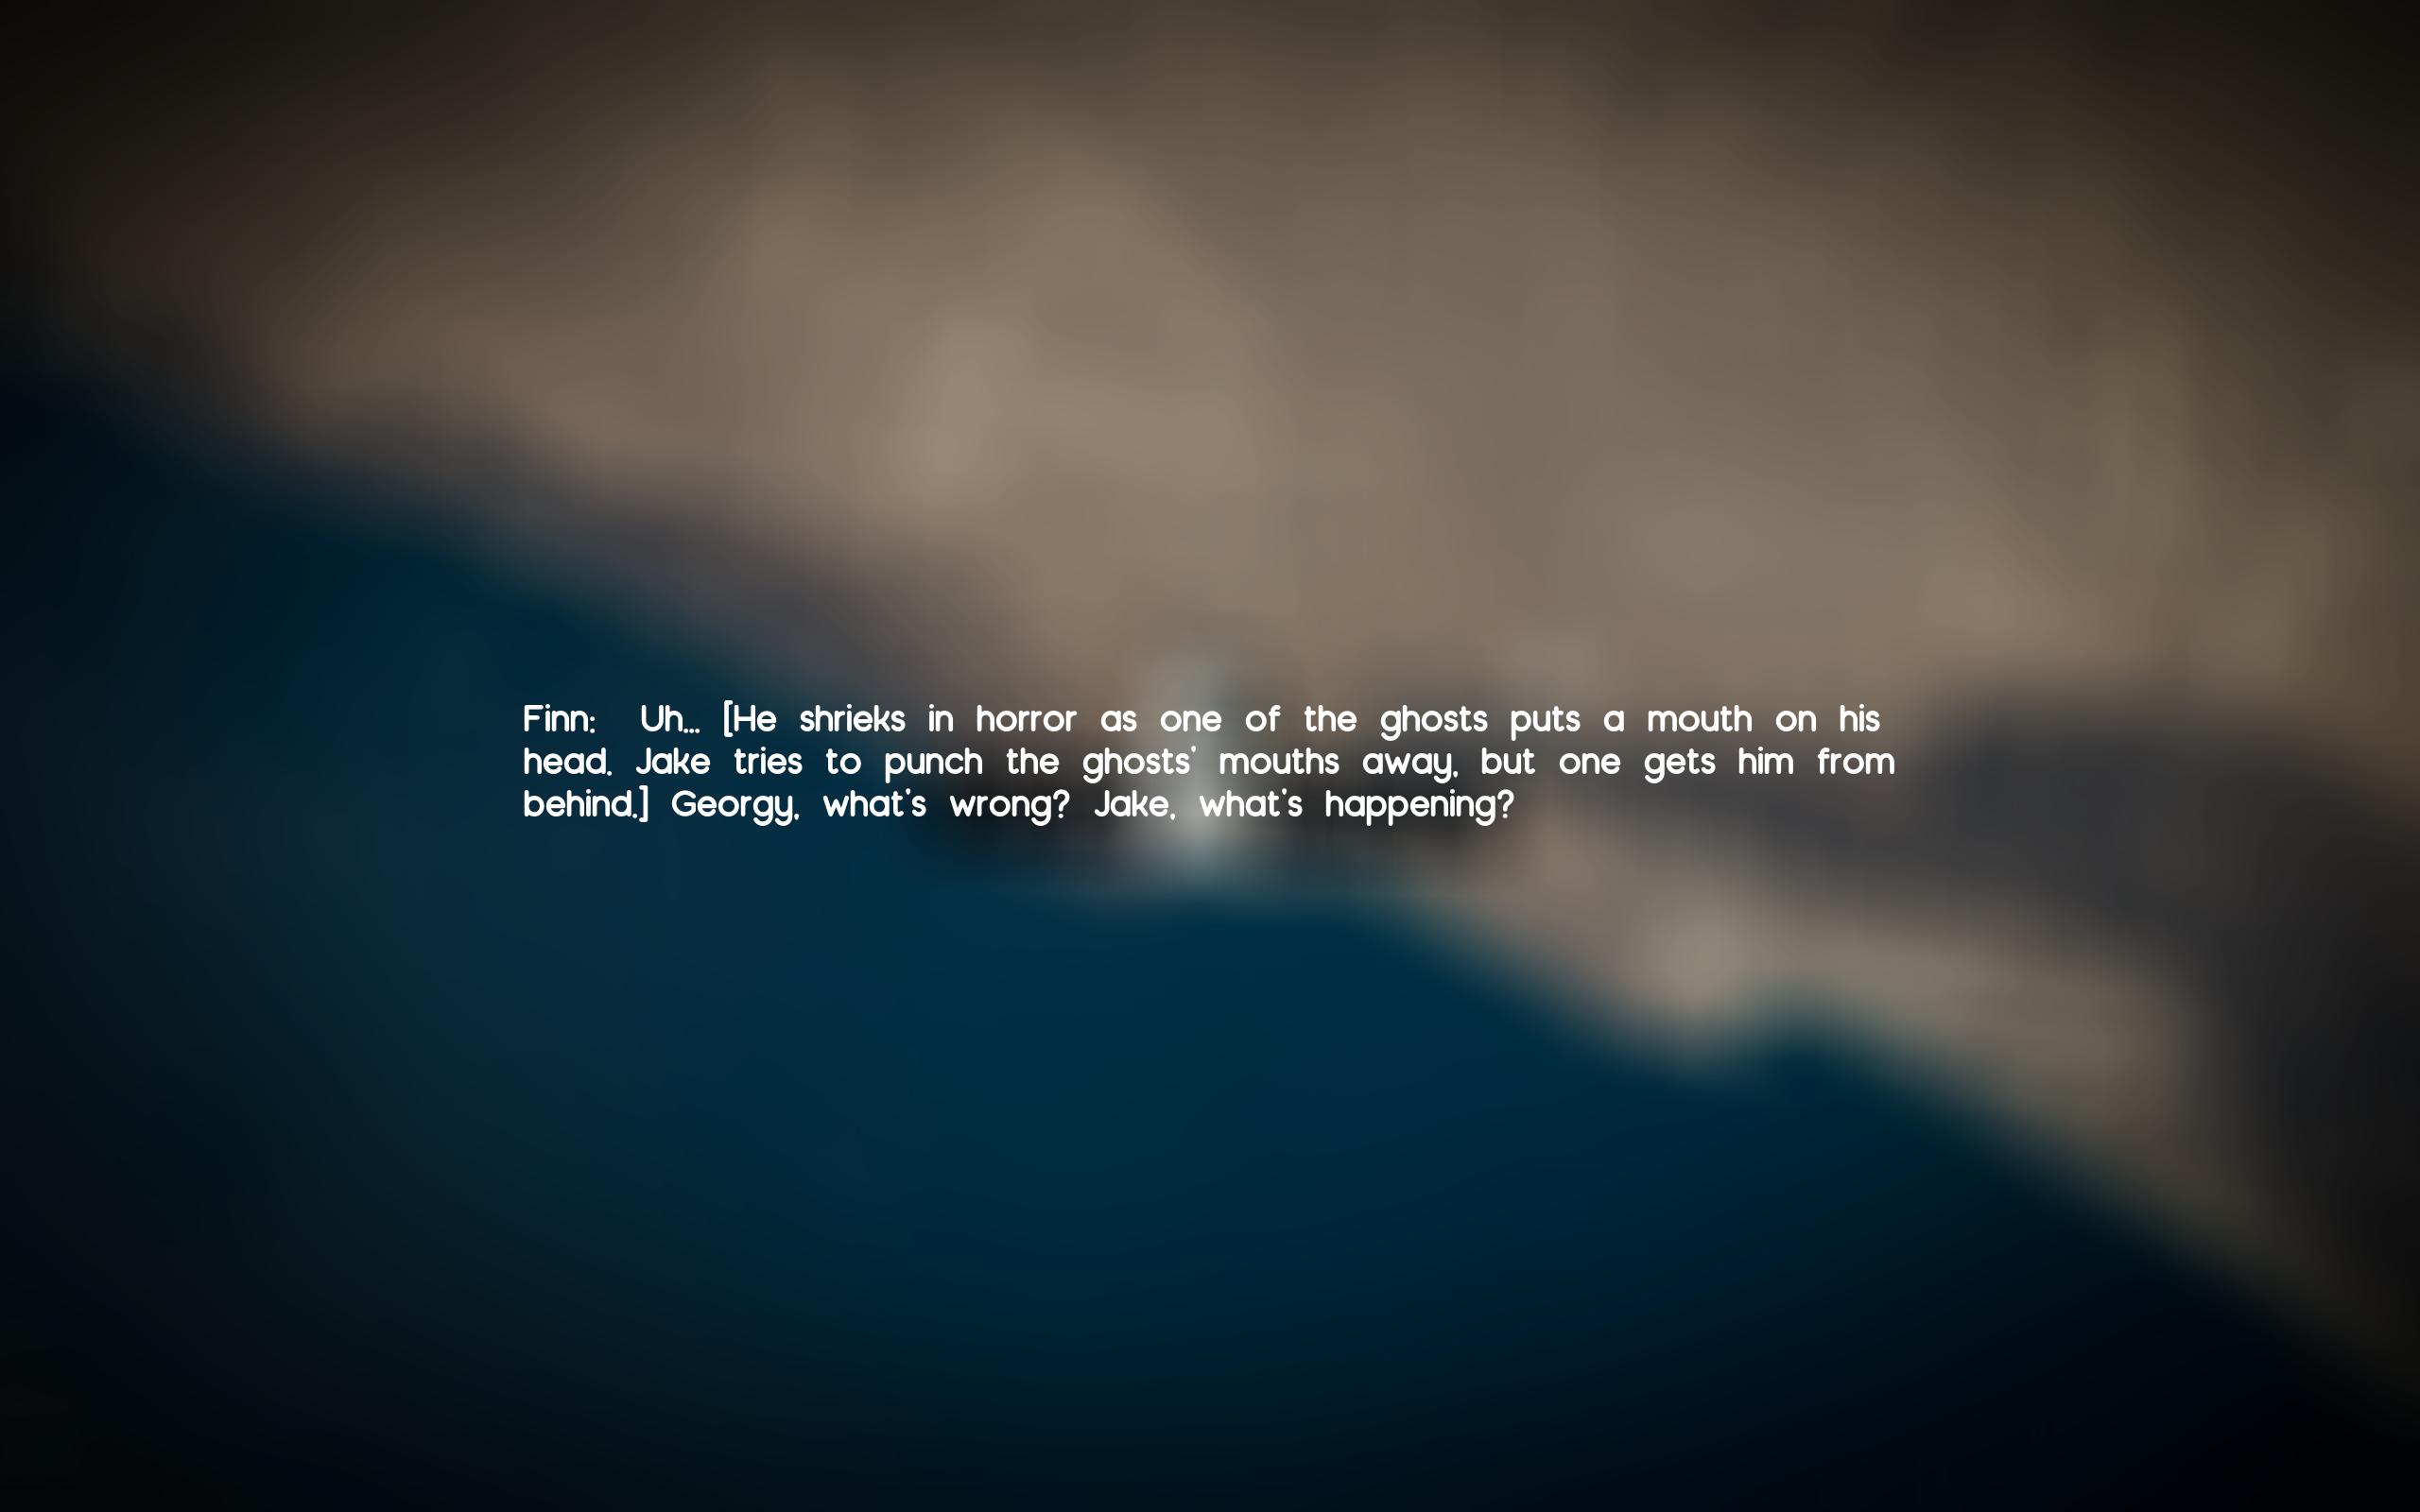 Finn: Uh... [He shrieks in horror as one of the ghosts puts a mouth on his
head. Jake tries to punch the ghosts' mouths away, but one gets him from
behind.] Georgy, what's wrong? Jake, what's happening?